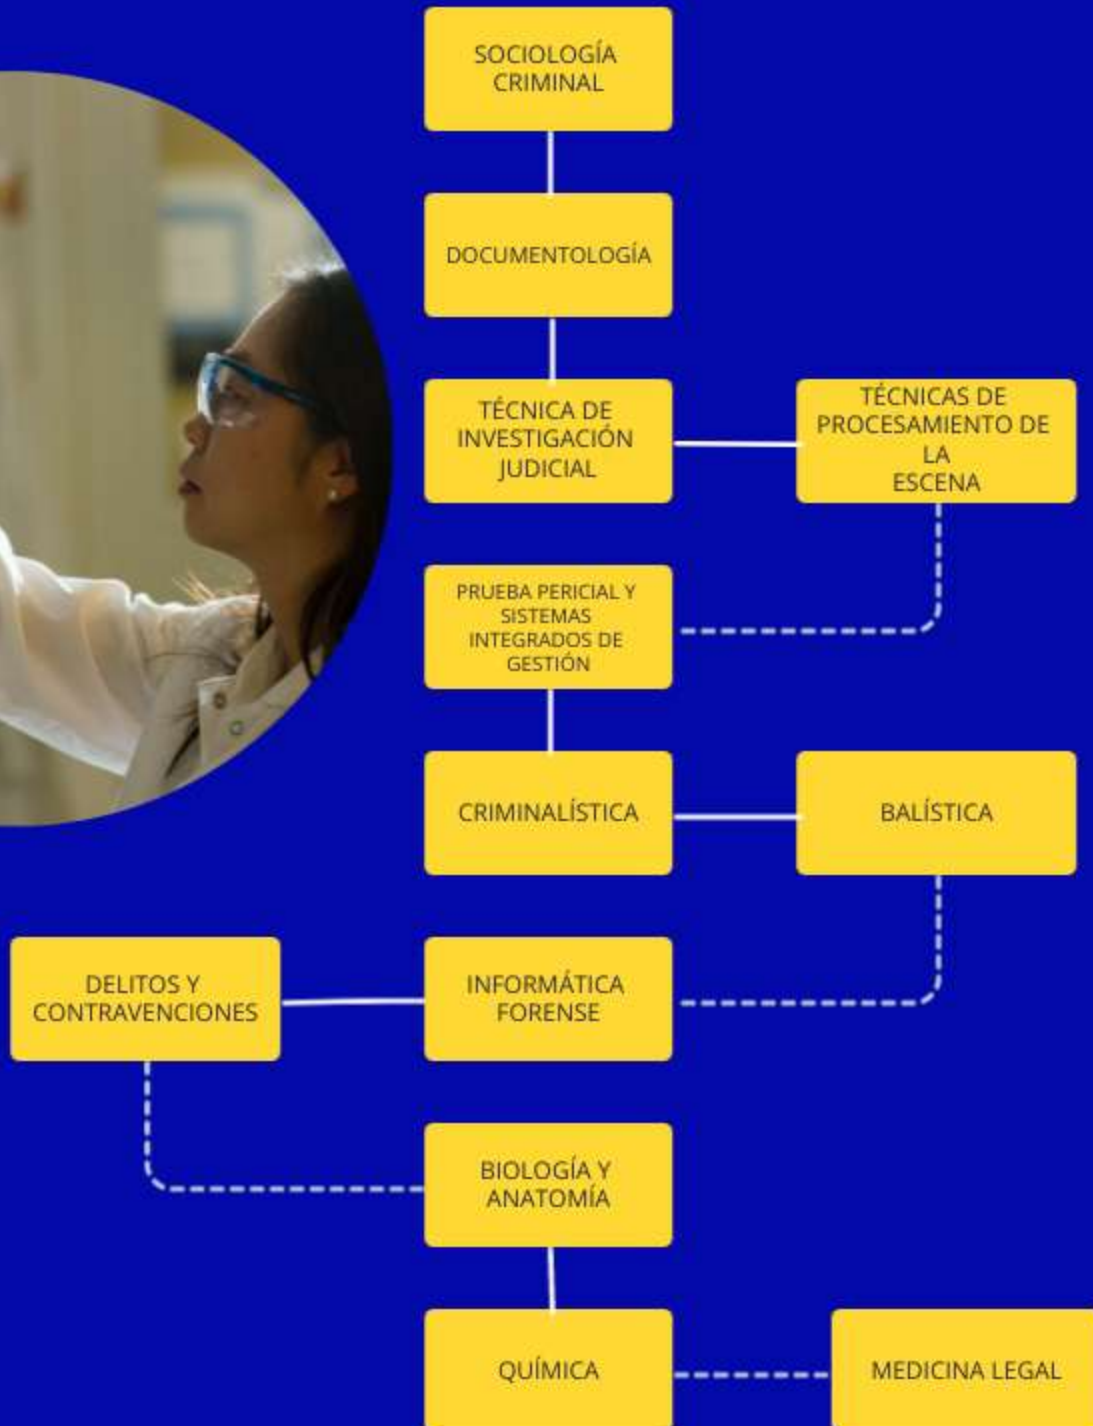 SOCIOLOGÍA
CRIMINAL
DOCUMENTOLOGÍA
TÉCNICA DE
INVESTIGACIÓN
JUDICIAL
TÉCNICAS DE
PROCESAMIENTO DE
LA
ESCENA
PRUEBA PERICIAL Y
SISTEMAS
INTEGRADOS DE
GESTIÓN
CRIMINALÍSTICA
BALÍSTICA
DELITOS Y
CONTRAVENCIONES
INFORMÁTICA
FORENSE
BIOLOGÍA Y
ANATOMÍA
QUÍMICA
MEDICINA LEGAL